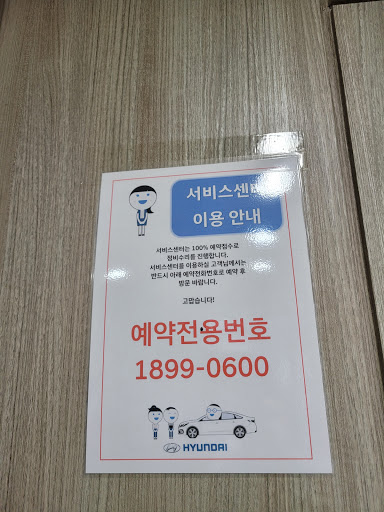 서비스센터
이용 안내
서비스센터는 100% 예약접수로
정비수리를 진행합니다.
서비스센터를 이용하실 고객님께서는
반드시 아래 예약전화번호로 예약 후
방문 바랍니다.
고맙습니다!
예약전용번호
1899-0600
HYUNDAI